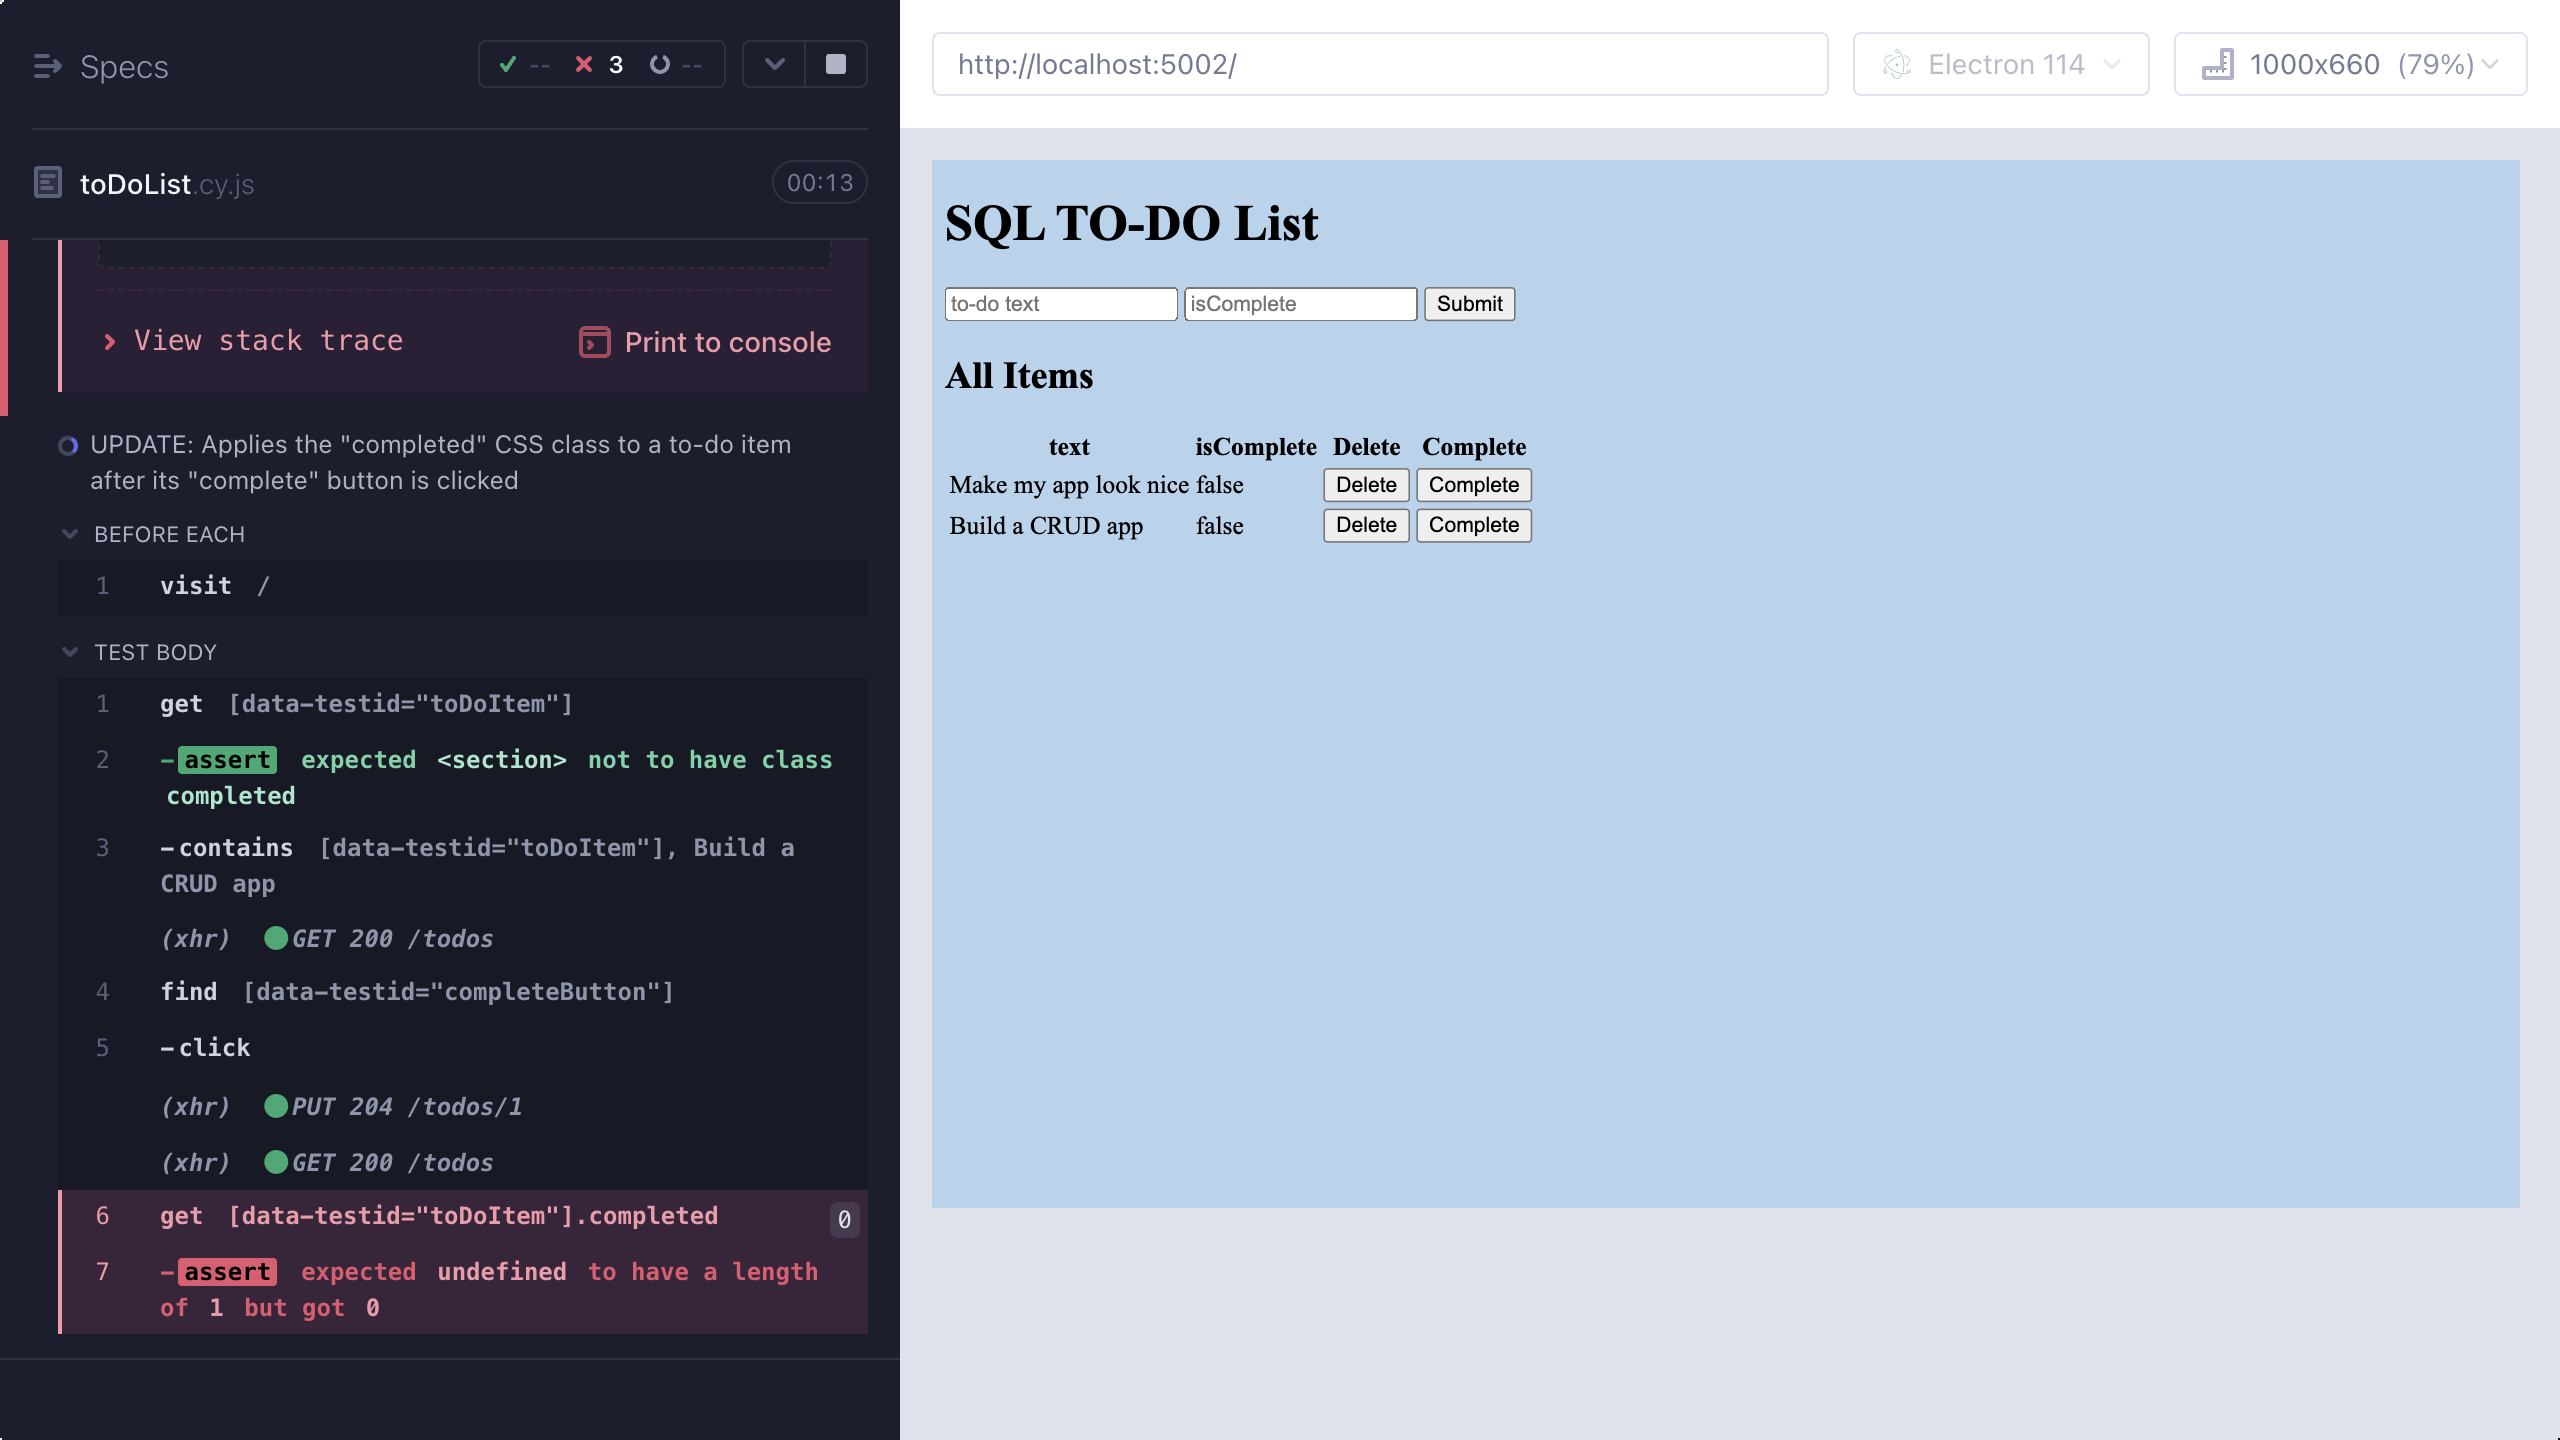 Specs
-- 3 --
toDoList.cy.js
00:13
View stack trace
Print to console
UPDATE: Applies the "completed" CSS class to a to-do item
after its "complete" button is clicked
BEFORE EACH
1 visit /
TEST BODY
1 get [data-testid="toDoItem"]
2 -assert expected <section> not to have class
completed
3 -contains [data-testid="toDoItem"], Build a
CRUD app
(xhr) GET 200 /todos
4 find [data-testid="completeButton"]
5 -click
(xhr) PUT 204 /todos/1
(xhr) GET 200 /todos
6 get [data-testid="toDoItem"].completed 0
7 -assert expected undefined to have a length
of 1 but got 0
http://localhost:5002/
Electron 114
1000x660 (79%)
SQL TO-DO List
to-do text isComplete Submit
All Items
text isComplete Delete Complete
Make my app look nice false Delete Complete
Build a CRUD app false Delete Complete